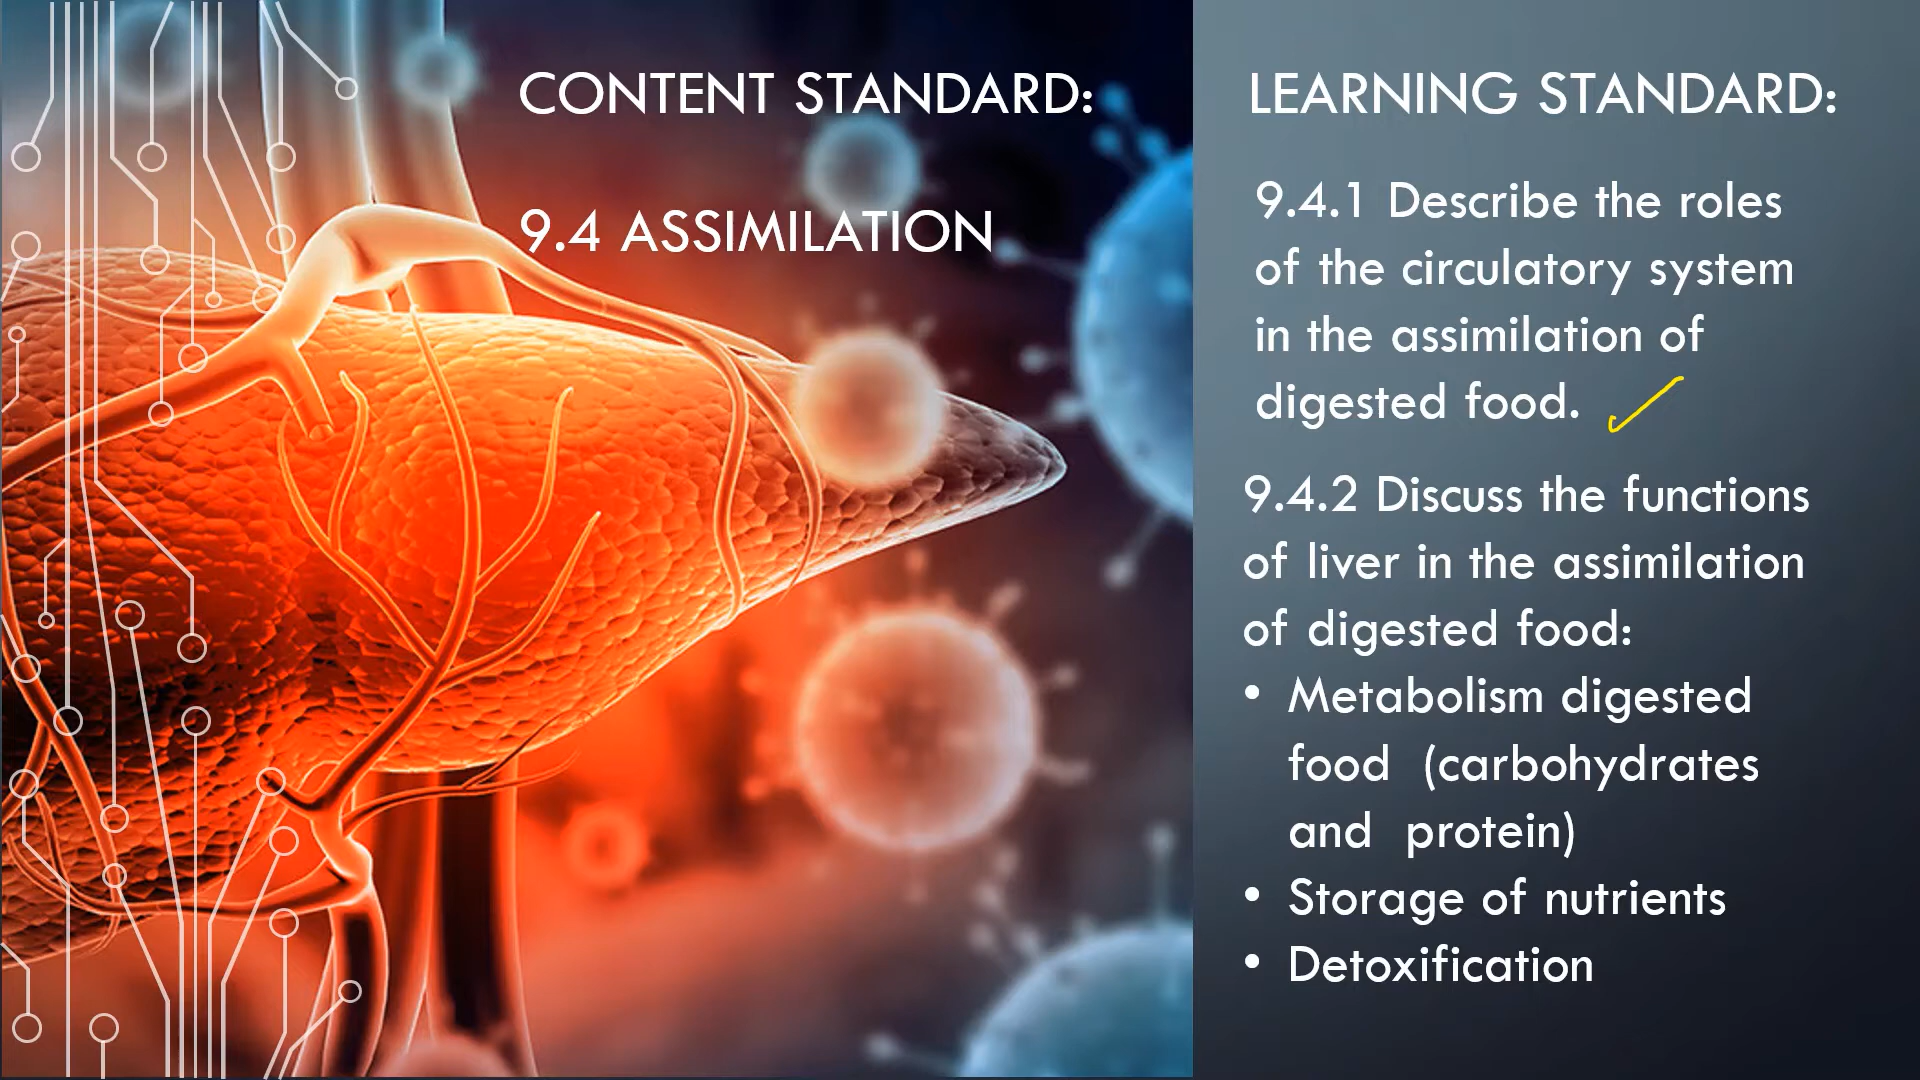 CONTENT STANDARD:
9.4 ASSIMILATION
LEARNING STANDARD:
9.4.1 Describe the roles
of the circulatory system
in the assimilation of
digested food.
9.4.2 Discuss the functions
of liver in the assimilation
of digested food:
• Metabolism digested
food (carbohydrates
and protein)
• Storage of nutrients
• Detoxification